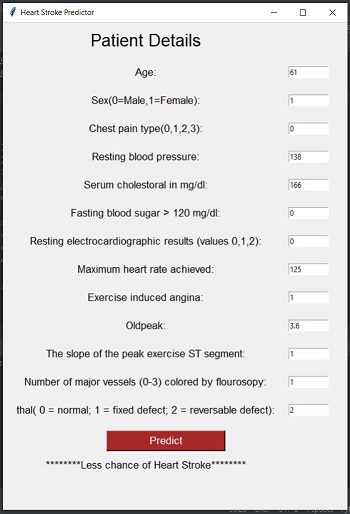 Heart Stroke Predictor
Patient Details
Age: 61
Sex(0=Male,1=Female): 1
Chest pain type(0,1,2,3): 0
Resting blood pressure: 138
Serum cholestoral in mg/dl: 166
Fasting blood sugar > 120 mg/dl: 0
Resting electrocardiographic results (values 0,1,2): 0
Maximum heart rate achieved: 125
Exercise induced angina: 1
Oldpeak: 3.6
The slope of the peak exercise ST segment: 1
Number of major vessels (0-3) colored by flourosopy: 1
thal( 0 = normal; 1 = fixed defect; 2 = reversable defect): 2
Predict
********Less chance of Heart Stroke********